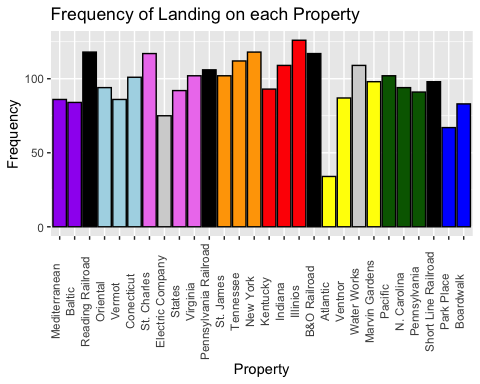 Frequency of Landing on each Property
Frequency
100
50
0
Mediterranean
Baltic
Reading Railroad
Oriental
Vermot
Conecticut
St. Charles
Electric Company
States
Virginia
Pennsylvania Railroad
St. James
Tennessee
New York
Kentucky
Indiana
Illinios
B&O Railroad
Atlantic
Ventnor
Water Works
Marvin Gardens
Pacific
N. Carolina
Pennsylvania
Short Line Railroad
Park Place
Boardwalk
Property